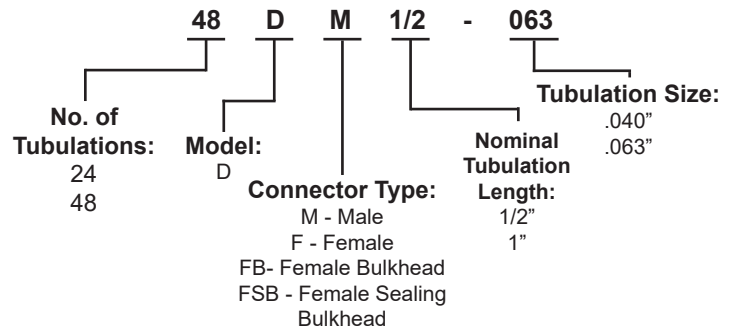 48 D M 1/2 - 063
No. of
Tubulations:
24
48
Model:
D
Connector Type:
M - Male
F - Female
FB- Female Bulkhead
FSB - Female Sealing
Bulkhead
Nominal
Tubulation
Length:
1/2”
1”
Tubulation Size:
.040”
.063”